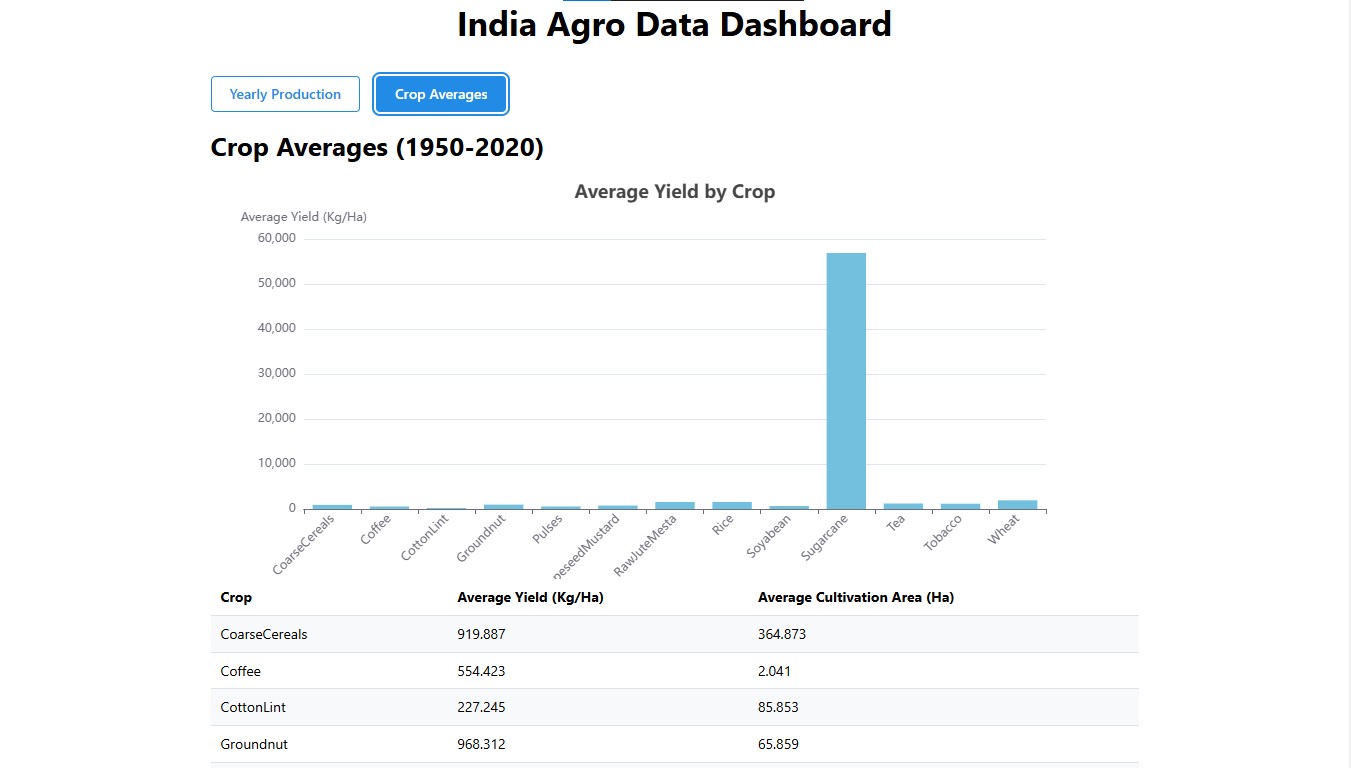 India Agro Data Dashboard
Yearly Production
Crop Averages
Crop Averages (1950-2020)
Average Yield by Crop
Average Yield (Kg/Ha)
60,000
50,000
40,000
30,000
20,000
10,000
0
CoarseCereals
Coffee
CottonLint
Groundnut
Pulses
peseedMustard
RawJuteMesta
Rice
Soyabean
Sugarcane
Tea
Tobacco
Wheat
Crop Average Yield (Kg/Ha) Average Cultivation Area (Ha)
CoarseCereals 919.887 364.873
Coffee 554.423 2.041
CottonLint 227.245 85.853
Groundnut 968.312 65.859